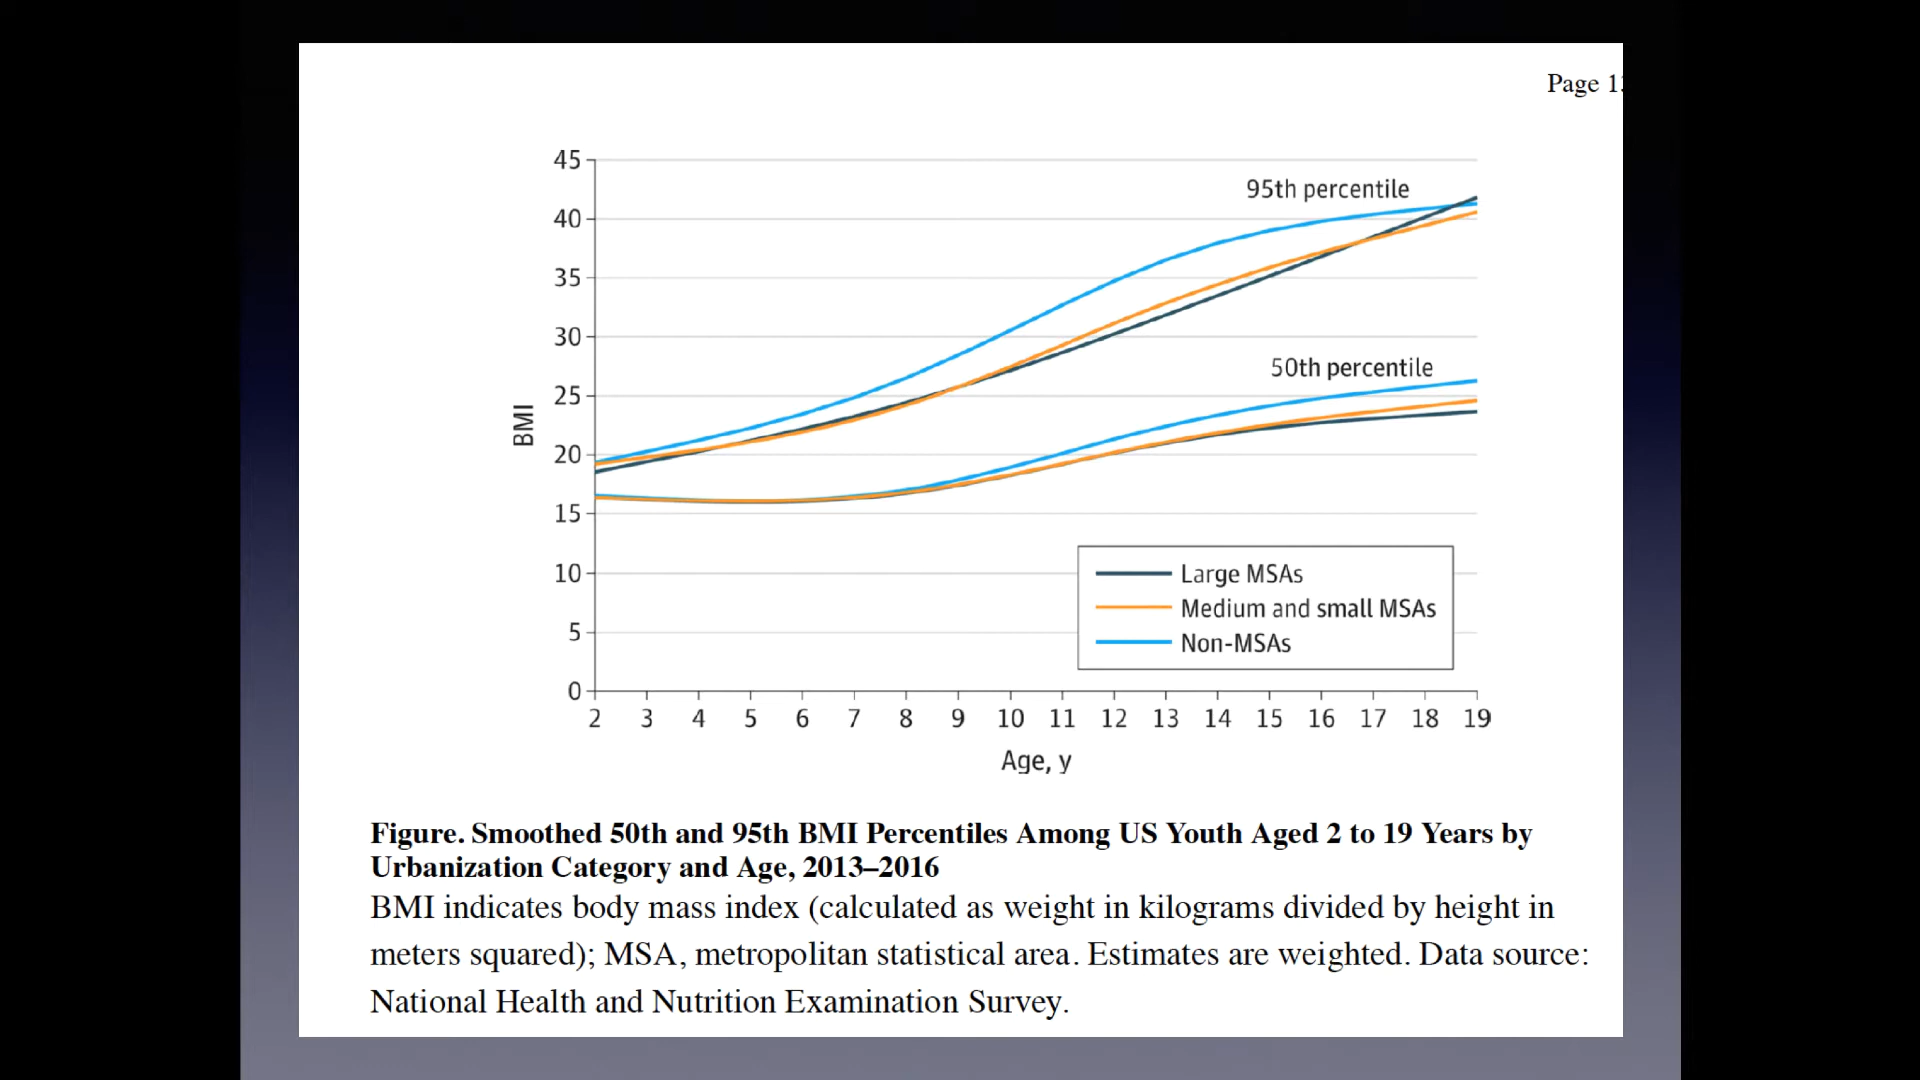 Page 1
45
40
35
30
25
20
15
10
5
0
BMI
95th percentile
50th percentile
Large MSAs
Medium and small MSAs
Non-MSAs
2 3 4 5 6 7 8 9 10 11 12 13 14 15 16 17 18 19
Age, y
Figure. Smoothed 50th and 95th BMI Percentiles Among US Youth Aged 2 to 19 Years by
Urbanization Category and Age, 2013–2016
BMI indicates body mass index (calculated as weight in kilograms divided by height in
meters squared); MSA, metropolitan statistical area. Estimates are weighted. Data source:
National Health and Nutrition Examination Survey.